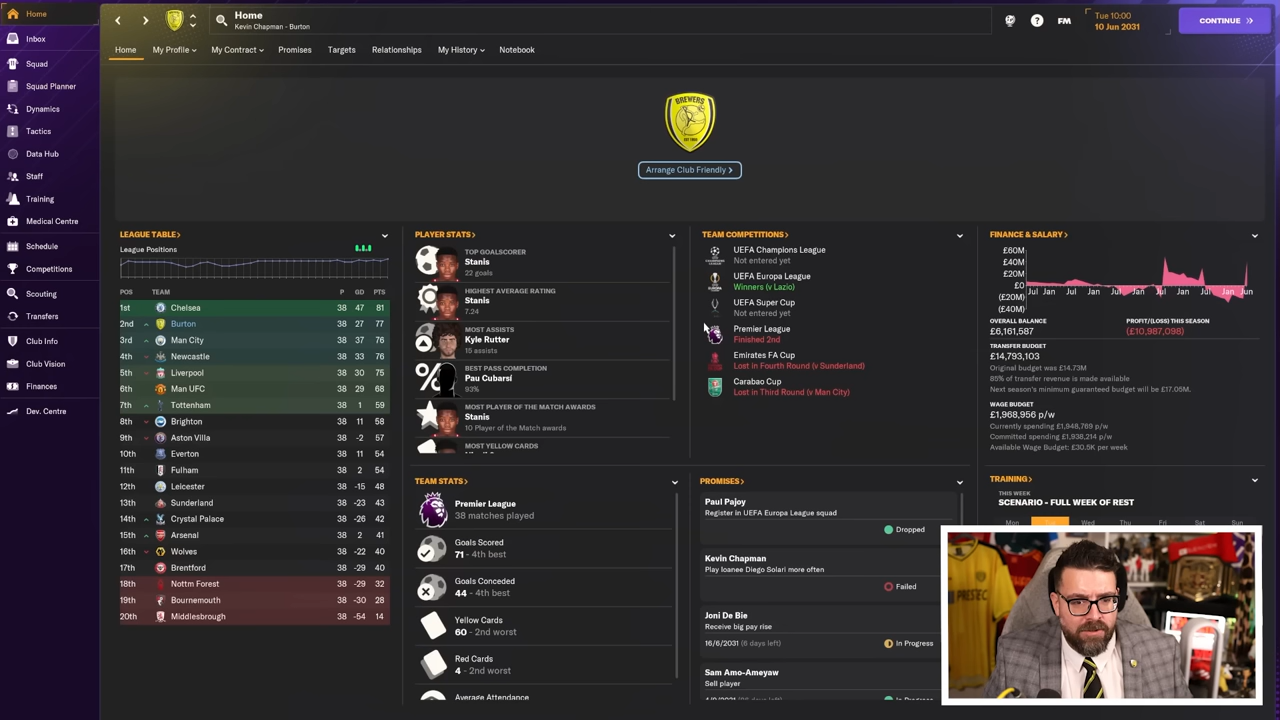 Home
Inbox
Squad
Squad Planner
Dynamics
Tactics
Data Hub
Staff
Training
Medical Centre
Schedule
Competitions
Scouting
Transfers
Club Info
Club Vision
Finances
Dev. Centre
Home
Kevin Chapman - Burton
FM
Tue 10:00
10 Jun 2031
CONTINUE
Home
My Profile
My Contract
Promises
Targets
Relationships
My History
Notebook
BREWERS
Arrange Club Friendly >
LEAGUE TABLE >
League Positions
POS TEAM P GD PTS
1st Chelsea 38 47 81
2nd Burton 38 27 77
3rd Man City 38 37 76
4th Newcastle 38 33 76
5th Liverpool 38 30 75
6th Man UFC 38 29 68
7th Tottenham 38 1 59
8th Brighton 38 11 58
9th Aston Villa 38 -2 57
10th Everton 38 11 54
11th Fulham 38 2 54
12th Leicester 38 -15 48
13th Sunderland 38 -23 43
14th Crystal Palace 38 -26 42
15th Arsenal 38 2 41
16th Wolves 38 -22 40
17th Brentford 38 -29 40
18th Nottm Forest 38 -29 32
19th Bournemouth 38 -30 28
20th Middlesbrough 38 -54 14
PLAYER STATS >
TOP GOALSCORER
Stanis
22 goals
HIGHEST AVERAGE RATING
Stanis
7.24
MOST ASSISTS
Kyle Rutter
15 assists
BEST PASS COMPLETION
Pau Cubarsí
93%
MOST PLAYER OF THE MATCH AWARDS
Stanis
10 Player of the Match awards
MOST YELLOW CARDS
TEAM STATS >
Premier League
38 matches played
Goals Scored
71 - 4th best
Goals Conceded
44 - 4th best
Yellow Cards
60 - 2nd worst
Red Cards
4 - 2nd worst
Average Attendance
TEAM COMPETITIONS >
UEFA Champions League
Not entered yet
UEFA Europa League
Winners (v Lazio)
UEFA Super Cup
Not entered yet
Premier League
Finished 2nd
Emirates FA Cup
Lost in Fourth Round (v Sunderland)
Carabao Cup
Lost in Third Round (v Man City)
PROMISES >
Paul Pajoy
Register in UEFA Europa League squad
Dropped
Kevin Chapman
Play loanee Diego Solari more often
Failed
Joni De Bie
Receive big pay rise
16/6/2031 (6 days left)
In Progress
Sam Amo-Ameyaw
Sell player
In Progress
FINANCE & SALARY >
£60M
£40M
£20M
£0
(£20M)
(£40M)
Jul Jan Jul Jan Jul Jan Jul Jan Jul Jan Jul Jan Jun
OVERALL BALANCE
£6,161,587
PROFIT/(LOSS) THIS SEASON
(£10,987,098)
TRANSFER BUDGET
£14,793,103
Original budget was £14.73M
85% of transfer revenue is made available
Next season's minimum guaranteed budget will be £17.05M.
WAGE BUDGET
£1,968,956 p/w
Currently spending £1,948,769 p/w
Committed spending £1,938,214 p/w
Available Wage Budget: £30.5K per week
TRAINING >
THIS WEEK
SCENARIO - FULL WEEK OF REST
Mon Wed Thu Fri Sat Sun